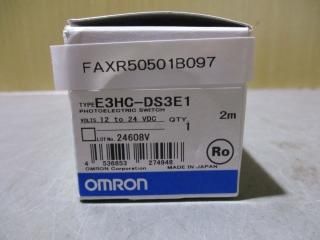 FAXR50501B097
TYPE E3HC-DS3E1
PHOTOELECTRIC SWITCH
VOLTS 12 to 24 VDC QTY 2m
LOT No. 24608V 1
4 536853 274948
OMRON Corporation MADE IN JAPAN
OMRON
Ro